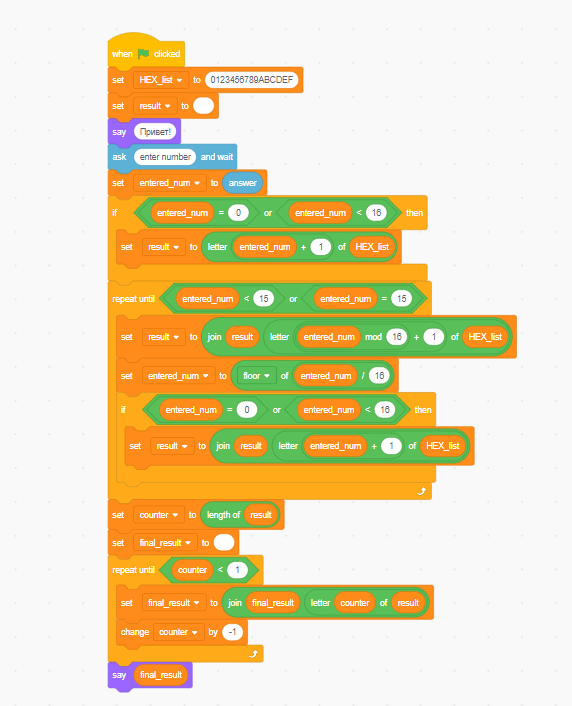 when clicked
set HEX_list to 0123456789ABCDEF
set result to
say Привет!
ask enter number and wait
set entered_num to answer
if entered_num = 0 or entered_num < 16 then
set result to letter entered_num + 1 of HEX_list
repeat until entered_num < 15 or entered_num = 15
set result to join result letter entered_num mod 16 + 1 of HEX_list
set entered_num to floor of entered_num / 16
if entered_num = 0 or entered_num < 16 then
set result to join result letter entered_num + 1 of HEX_list
set counter to length of result
set final_result to
repeat until counter < 1
set final_result to join final_result letter counter of result
change counter by -1
say final_result